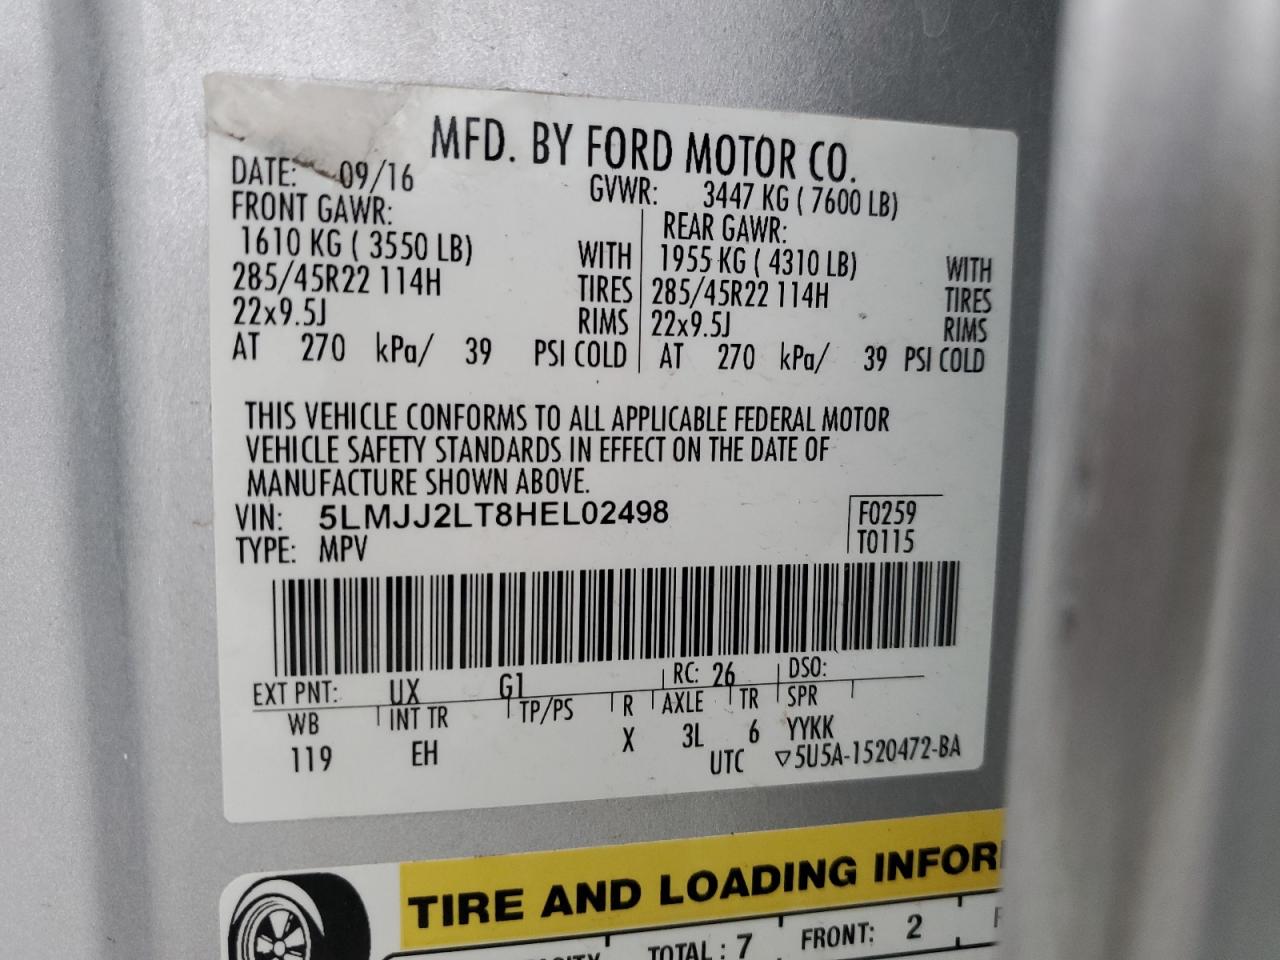 MFD. BY FORD MOTOR CO.
DATE: 09/16 GVWR: 3447 KG ( 7600 LB)
FRONT GAWR: REAR GAWR:
1610 KG ( 3550 LB) WITH 1955 KG ( 4310 LB) WITH
285/45R22 114H TIRES 285/45R22 114H TIRES
22x9.5J RIMS 22x9.5J RIMS
AT 270 kPa/ 39 PSI COLD AT 270 kPa/ 39 PSI COLD
THIS VEHICLE CONFORMS TO ALL APPLICABLE FEDERAL MOTOR
VEHICLE SAFETY STANDARDS IN EFFECT ON THE DATE OF
MANUFACTURE SHOWN ABOVE.
VIN: 5LMJJ2LT8HEL02498 F0259
TYPE: MPV T0115
EXT PNT: UX G1 RC: 26 DSO:
WB INT TR TP/PS R AXLE TR SPR
119 EH X 3L 6 YYKK
UTC ▽5U5A-1520472-BA
TIRE AND LOADING INFOR
TOTAL : 7 FRONT: 2